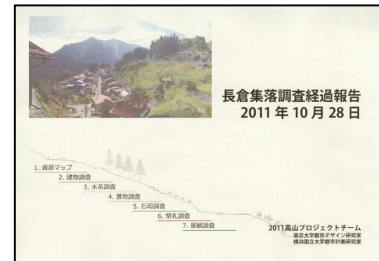 長倉集落調査経過報告
2011 年 10 月 28 日
1. 資源マップ
2. 建物調査
3. 水系調査
4. 農地調査
5. 石垣調査
6. 祭礼調査
7. 景観調査
2011高山プロジェクトチーム
東京大学都市デザイン研究室
横浜国立大学都市計画研究室